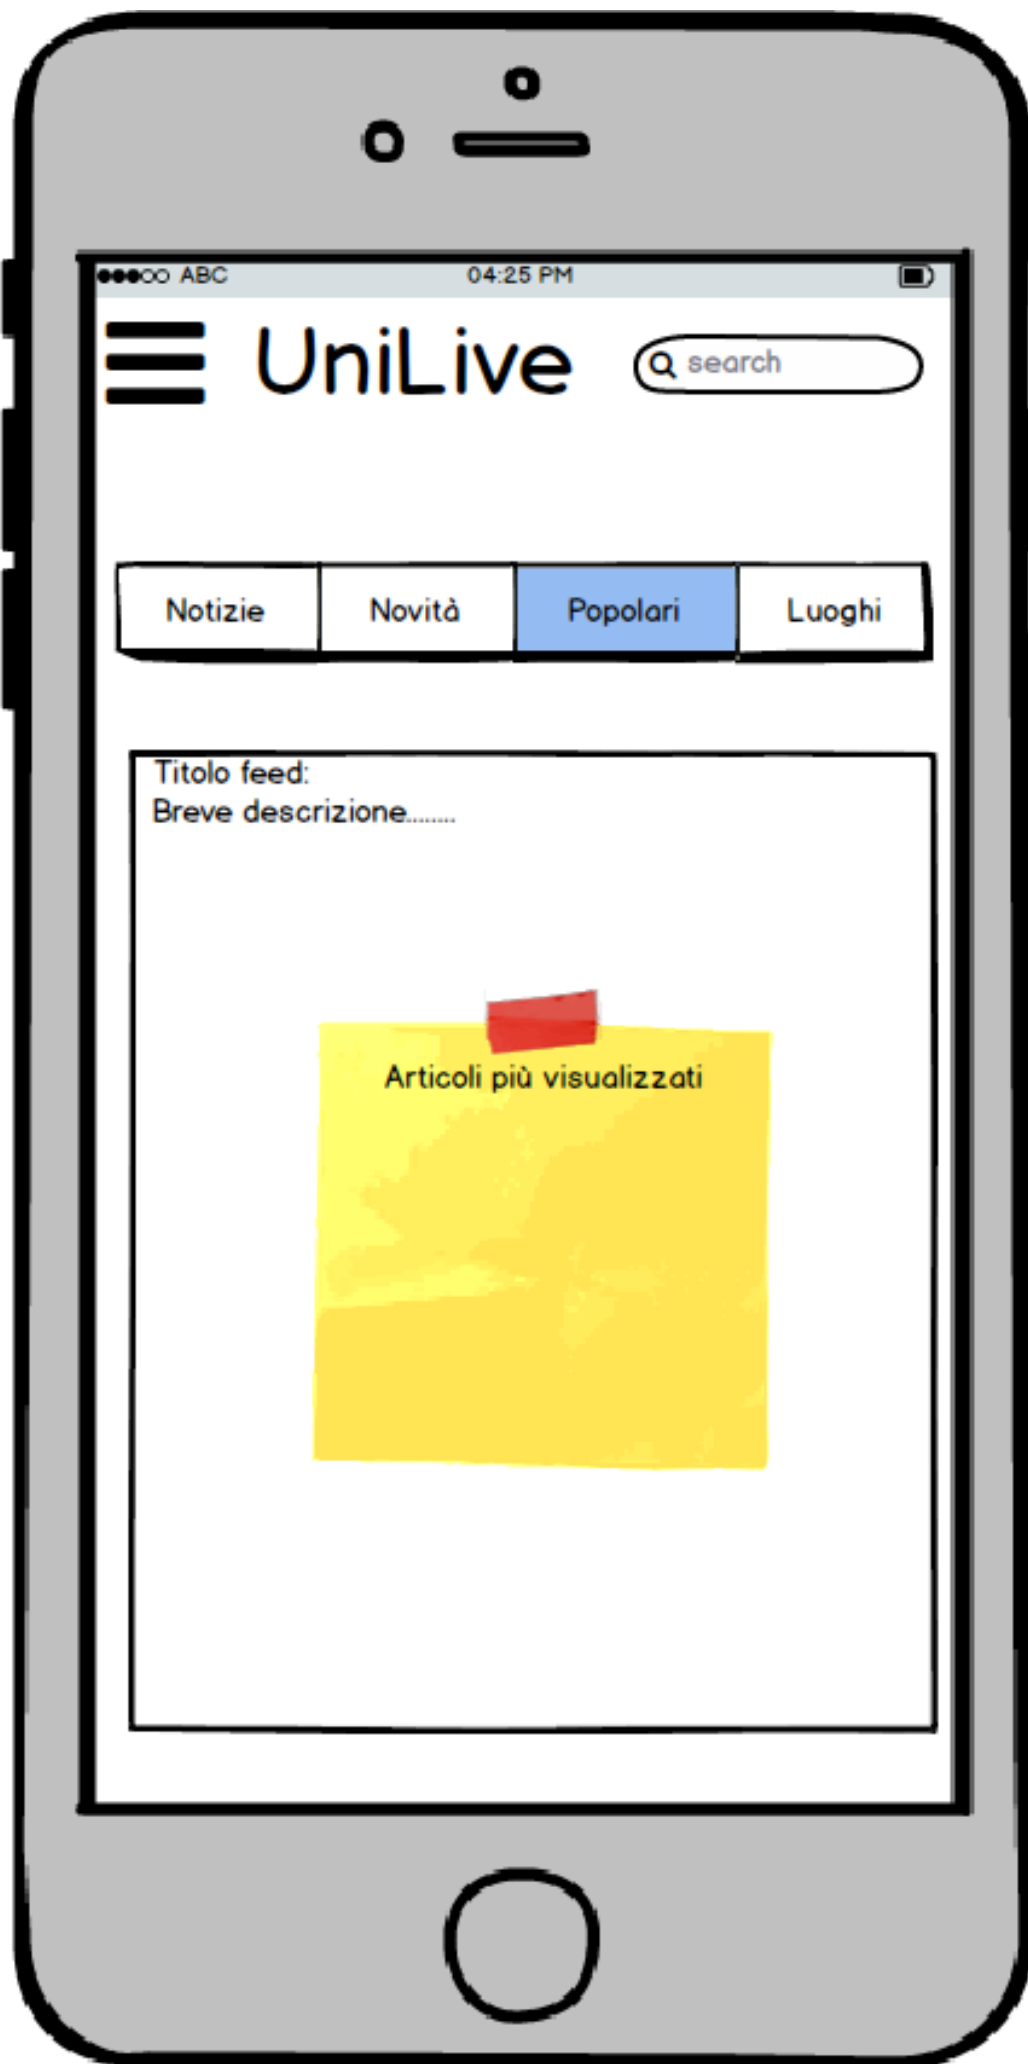 ABC 04:25 PM
UniLive search
Notizie Novità Popolari Luoghi
Titolo feed:
Breve descrizione........
Articoli più visualizzati